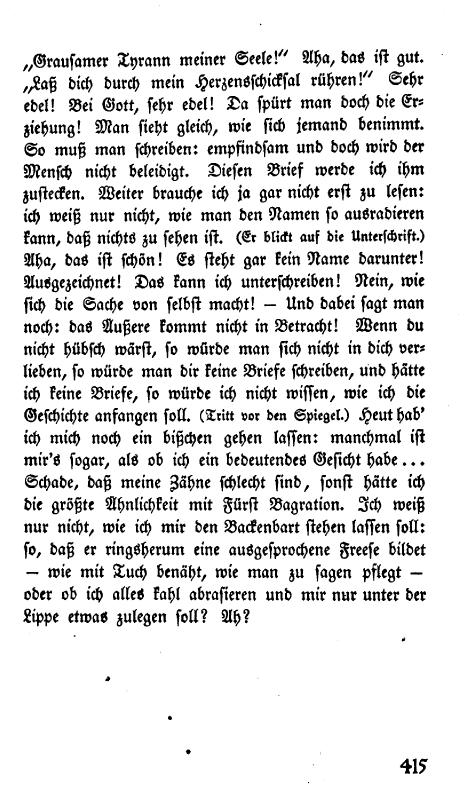 „Grausamer Tyrann meiner Seele!“ Aha, das ist gut.
„Laß dich durch mein Herzensschicksal rühren!“ Sehr
edel! Bei Gott, sehr edel! Da spürt man doch die Er-
ziehung! Man sieht gleich, wie sich jemand benimmt.
So muß man schreiben: empfindsam und doch wird der
Mensch nicht beleidigt. Diesen Brief werde ich ihm
zustecken. Weiter brauche ich ja gar nicht erst zu lesen:
ich weiß nur nicht, wie man den Namen so ausradieren
kann, daß nichts zu sehen ist. (Er blickt auf die Unterschrift.)
Aha, das ist schön! Es steht gar kein Name darunter!
Ausgezeichnet! Das kann ich unterschreiben! Nein, wie
sich die Sache von selbst macht! — Und dabei sagt man
noch: das Äußere kommt nicht in Betracht! Wenn du
nicht hübsch wärst, so würde man sich nicht in dich ver-
lieben, so würde man dir keine Briefe schreiben, und hätte
ich keine Briefe, so würde ich nicht wissen, wie ich die
Geschichte anfangen soll. (Tritt vor den Spiegel.) Heut hab'
ich mich noch ein bißchen gehen lassen: manchmal ist
mir's sogar, als ob ich ein bedeutendes Gesicht habe...
Schade, daß meine Zähne schlecht sind, sonst hätte ich
die größte Ähnlichkeit mit Fürst Bagration. Ich weiß
nur nicht, wie ich mir den Backenbart stehen lassen soll:
so, daß er ringsherum eine ausgesprochene Freese bildet
— wie mit Tuch benäht, wie man zu sagen pflegt —
oder ob ich alles kahl abrasieren und mir nur unter der
Lippe etwas zulegen soll? Ah?
415